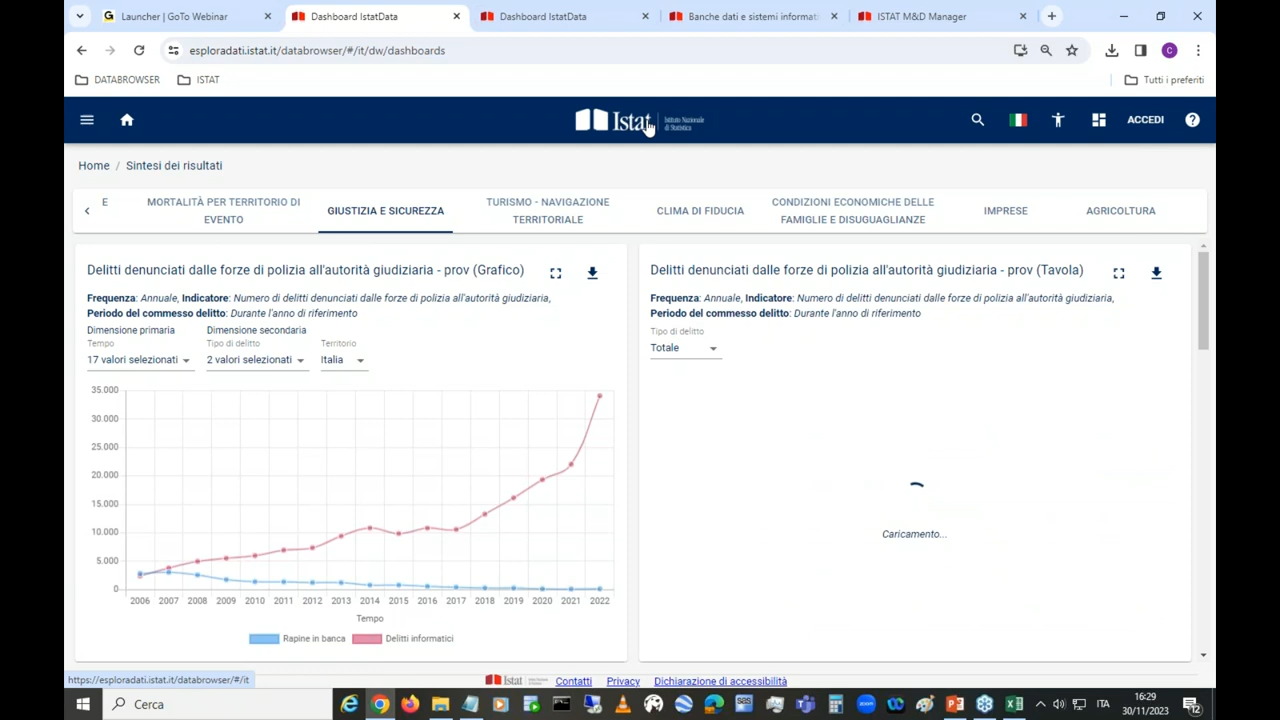 Launcher | GoTo Webinar
Dashboard IstatData
Dashboard IstatData
Banche dati e sistemi informat
ISTAT M&D Manager
esploradati.istat.it/databrowser/#/it/dw/dashboards
C
DATABROWSER
ISTAT
Tutti i preferiti
Istat Istituto Nazionale
di Statistica
ACCEDI
Home / Sintesi dei risultati
E
MORTALITÀ PER TERRITORIO DI
EVENTO
GIUSTIZIA E SICUREZZA
TURISMO - NAVIGAZIONE
TERRITORIALE
CLIMA DI FIDUCIA
CONDIZIONI ECONOMICHE DELLE
FAMIGLIE E DISUGUAGLIANZE
IMPRESE
AGRICOLTURA
Delitti denunciati dalle forze di polizia all'autorità giudiziaria - prov (Grafico)
Frequenza: Annuale, Indicatore: Numero di delitti denunciati dalle forze di polizia all'autorità giudiziaria,
Periodo del commesso delitto: Durante l'anno di riferimento
Dimensione primaria
Dimensione secondaria
Tempo
Tipo di delitto
Territorio
17 valori selezionati
2 valori selezionati
Italia
35.000
30.000
25.000
20.000
15.000
10.000
5.000
0
2006 2007 2008 2009 2010 2011 2012 2013 2014 2015 2016 2017 2018 2019 2020 2021 2022
Tempo
Rapine in banca
Delitti informatici
Delitti denunciati dalle forze di polizia all'autorità giudiziaria - prov (Tavola)
Frequenza: Annuale, Indicatore: Numero di delitti denunciati dalle forze di polizia all'autorità giudiziaria,
Periodo del commesso delitto: Durante l'anno di riferimento
Tipo di delitto
Totale
Caricamento...
https://esploradati.istat.it/databrowser/#/it
Istat
Contatti
Privacy
Dichiarazione di accessibilità
Cerca
ITA
16:29
30/11/2023
12